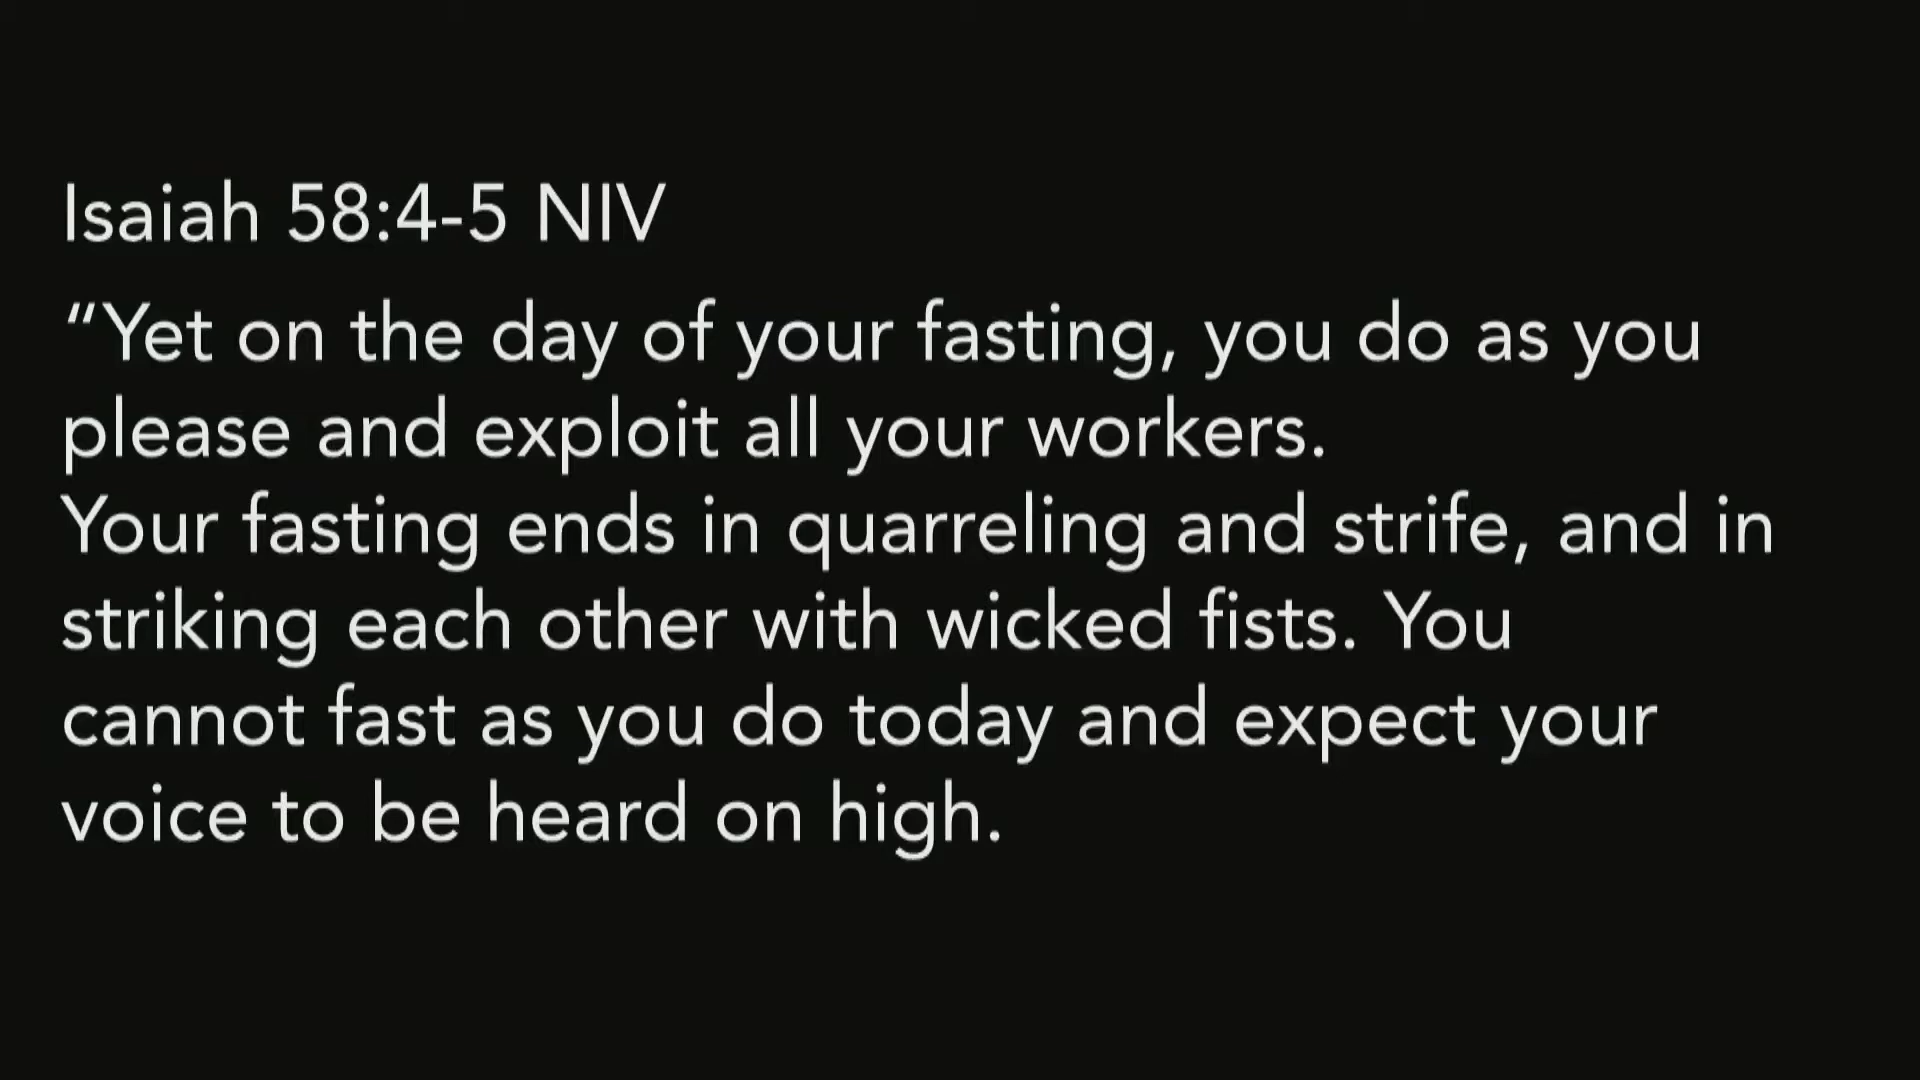 Isaiah 58:4-5 NIV
“Yet on the day of your fasting, you do as you
please and exploit all your workers.
Your fasting ends in quarreling and strife, and in
striking each other with wicked fists. You
cannot fast as you do today and expect your
voice to be heard on high.